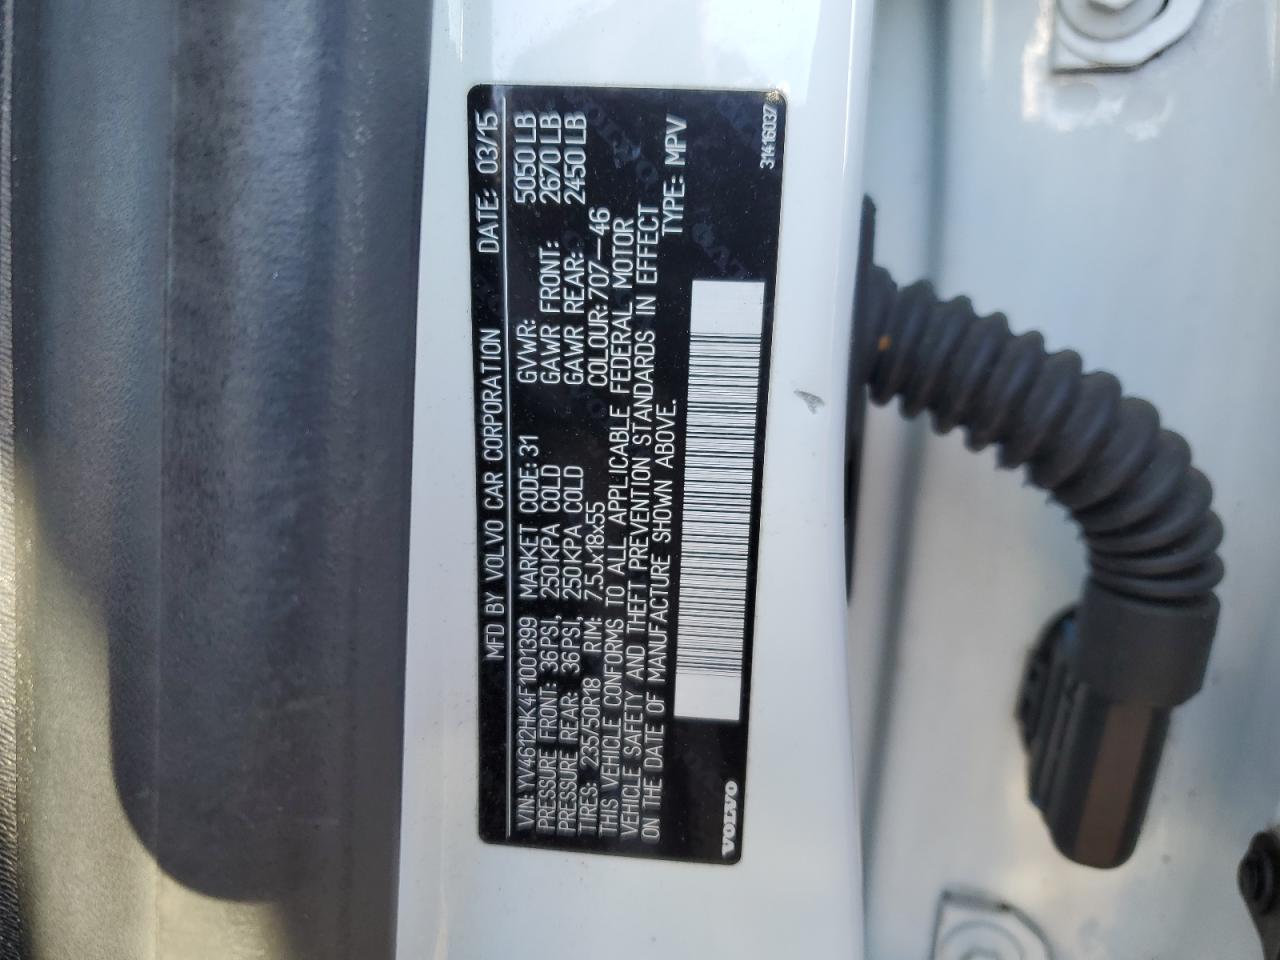 MFD BY VOLVO CAR CORPORATION DATE: 03/15
VIN: YV4612HK4F1001399 MARKET CODE: 31 GVWR: 5050 LB
PRESSURE FRONT: 36PSI, 250KPA COLD GAWR FRONT: 2670 LB
PRESSURE REAR: 36PSI, 250KPA COLD GAWR REAR: 2450 LB
TIRES: 235/50R18 RIM: 7.5Jx18x55 COLOUR: 707-46
THIS VEHICLE CONFORMS TO ALL APPLICABLE FEDERAL MOTOR
VEHICLE SAFETY AND THEFT PREVENTION STANDARDS IN EFFECT
ON THE DATE OF MANUFACTURE SHOWN ABOVE. TYPE: MPV
VOLVO 31416037